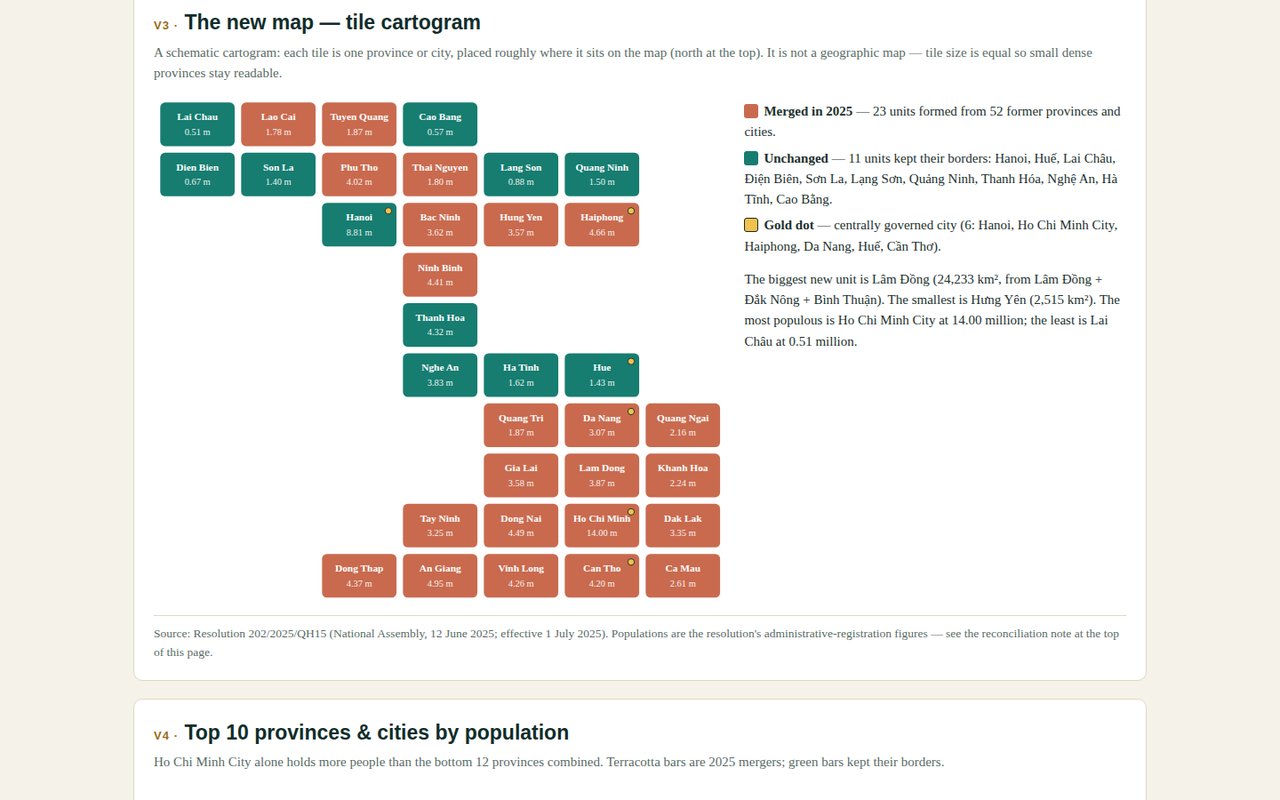 V3 · The new map — tile cartogram
A schematic cartogram: each tile is one province or city, placed roughly where it sits on the map (north at the top). It is not a geographic map — tile size is equal so small dense
provinces stay readable.
Lai Chau Lao Cai Tuyen Quang Cao Bang
0.51 m 1.78 m 1.87 m 0.57 m
Dien Bien Son La Phu Tho Thai Nguyen Lang Son Quang Ninh
0.67 m 1.40 m 4.02 m 1.80 m 0.88 m 1.50 m
Hanoi Bac Ninh Hung Yen Haiphong
8.81 m 3.62 m 3.57 m 4.66 m
Ninh Binh
4.41 m
Thanh Hoa
4.32 m
Nghe An Ha Tinh Hue
3.83 m 1.62 m 1.43 m
Quang Tri Da Nang Quang Ngai
1.87 m 3.07 m 2.16 m
Gia Lai Lam Dong Khanh Hoa
3.58 m 3.87 m 2.24 m
Tay Ninh Dong Nai Ho Chi Minh Dak Lak
3.25 m 4.49 m 14.00 m 3.35 m
Dong Thap An Giang Vinh Long Can Tho Ca Mau
4.37 m 4.95 m 4.26 m 4.20 m 2.61 m
Merged in 2025 — 23 units formed from 52 former provinces and
cities.
Unchanged — 11 units kept their borders: Hanoi, Huế, Lai Châu,
Điện Biên, Sơn La, Lạng Sơn, Quảng Ninh, Thanh Hóa, Nghệ An, Hà
Tĩnh, Cao Bằng.
Gold dot — centrally governed city (6: Hanoi, Ho Chi Minh City,
Haiphong, Da Nang, Huế, Cần Thơ).
The biggest new unit is Lâm Đồng (24,233 km², from Lâm Đồng +
Đắk Nông + Bình Thuận). The smallest is Hưng Yên (2,515 km²). The
most populous is Ho Chi Minh City at 14.00 million; the least is Lai
Châu at 0.51 million.
Source: Resolution 202/2025/QH15 (National Assembly, 12 June 2025; effective 1 July 2025). Populations are the resolution's administrative-registration figures — see the reconciliation note at the top
of this page.
V4 · Top 10 provinces & cities by population
Ho Chi Minh City alone holds more people than the bottom 12 provinces combined. Terracotta bars are 2025 mergers; green bars kept their borders.